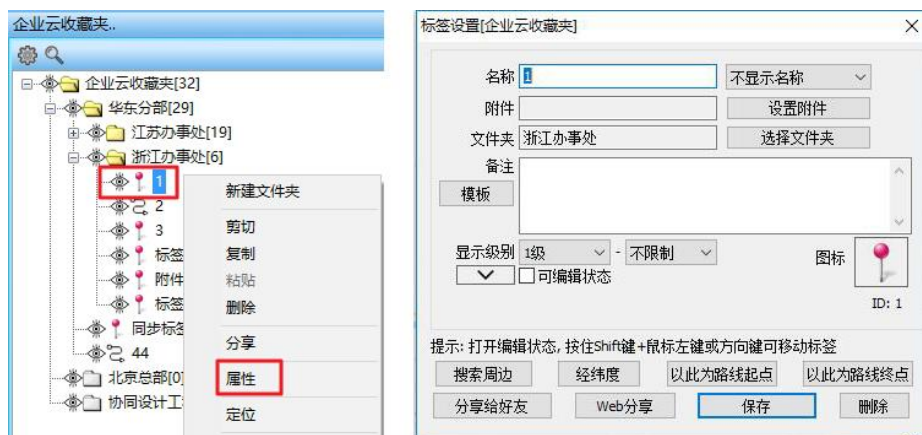 企业云收藏夹..
企业云收藏夹[32]
华东分部[29]
江苏办事处[19]
浙江办事处[6]
1
2
3
标签
附件
标签
同步标签
44
北京总部[0]
协同设计工
新建文件夹
剪切
复制
粘贴
删除
分享
属性
定位
标签设置[企业云收藏夹]
名称 1 不显示名称
附件 设置附件
文件夹 浙江办事处 选择文件夹
备注
模板
显示级别 1级 - 不限制 图标
可编辑状态
ID: 1
提示: 打开编辑状态, 按住Shift键+鼠标左键或方向键可移动标签
搜索周边 经纬度 以此为路线起点 以此为路线终点
分享给好友 Web分享 保存 删除